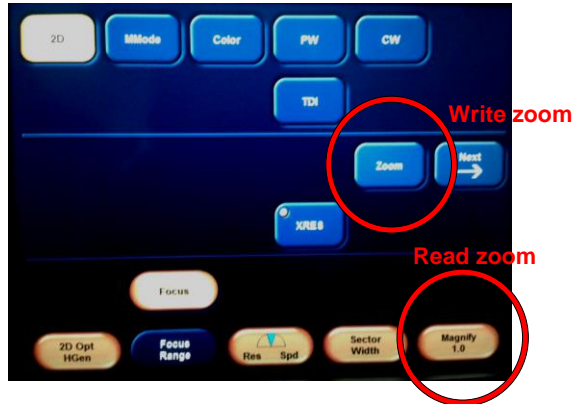 2D
MMode
Color
PW
CW
TDI
Write zoom
Zoom
Next
XRES
Read zoom
Focus
2D Opt
HGen
Focus
Range
Res Spd
Sector
Width
Magnify
1.0